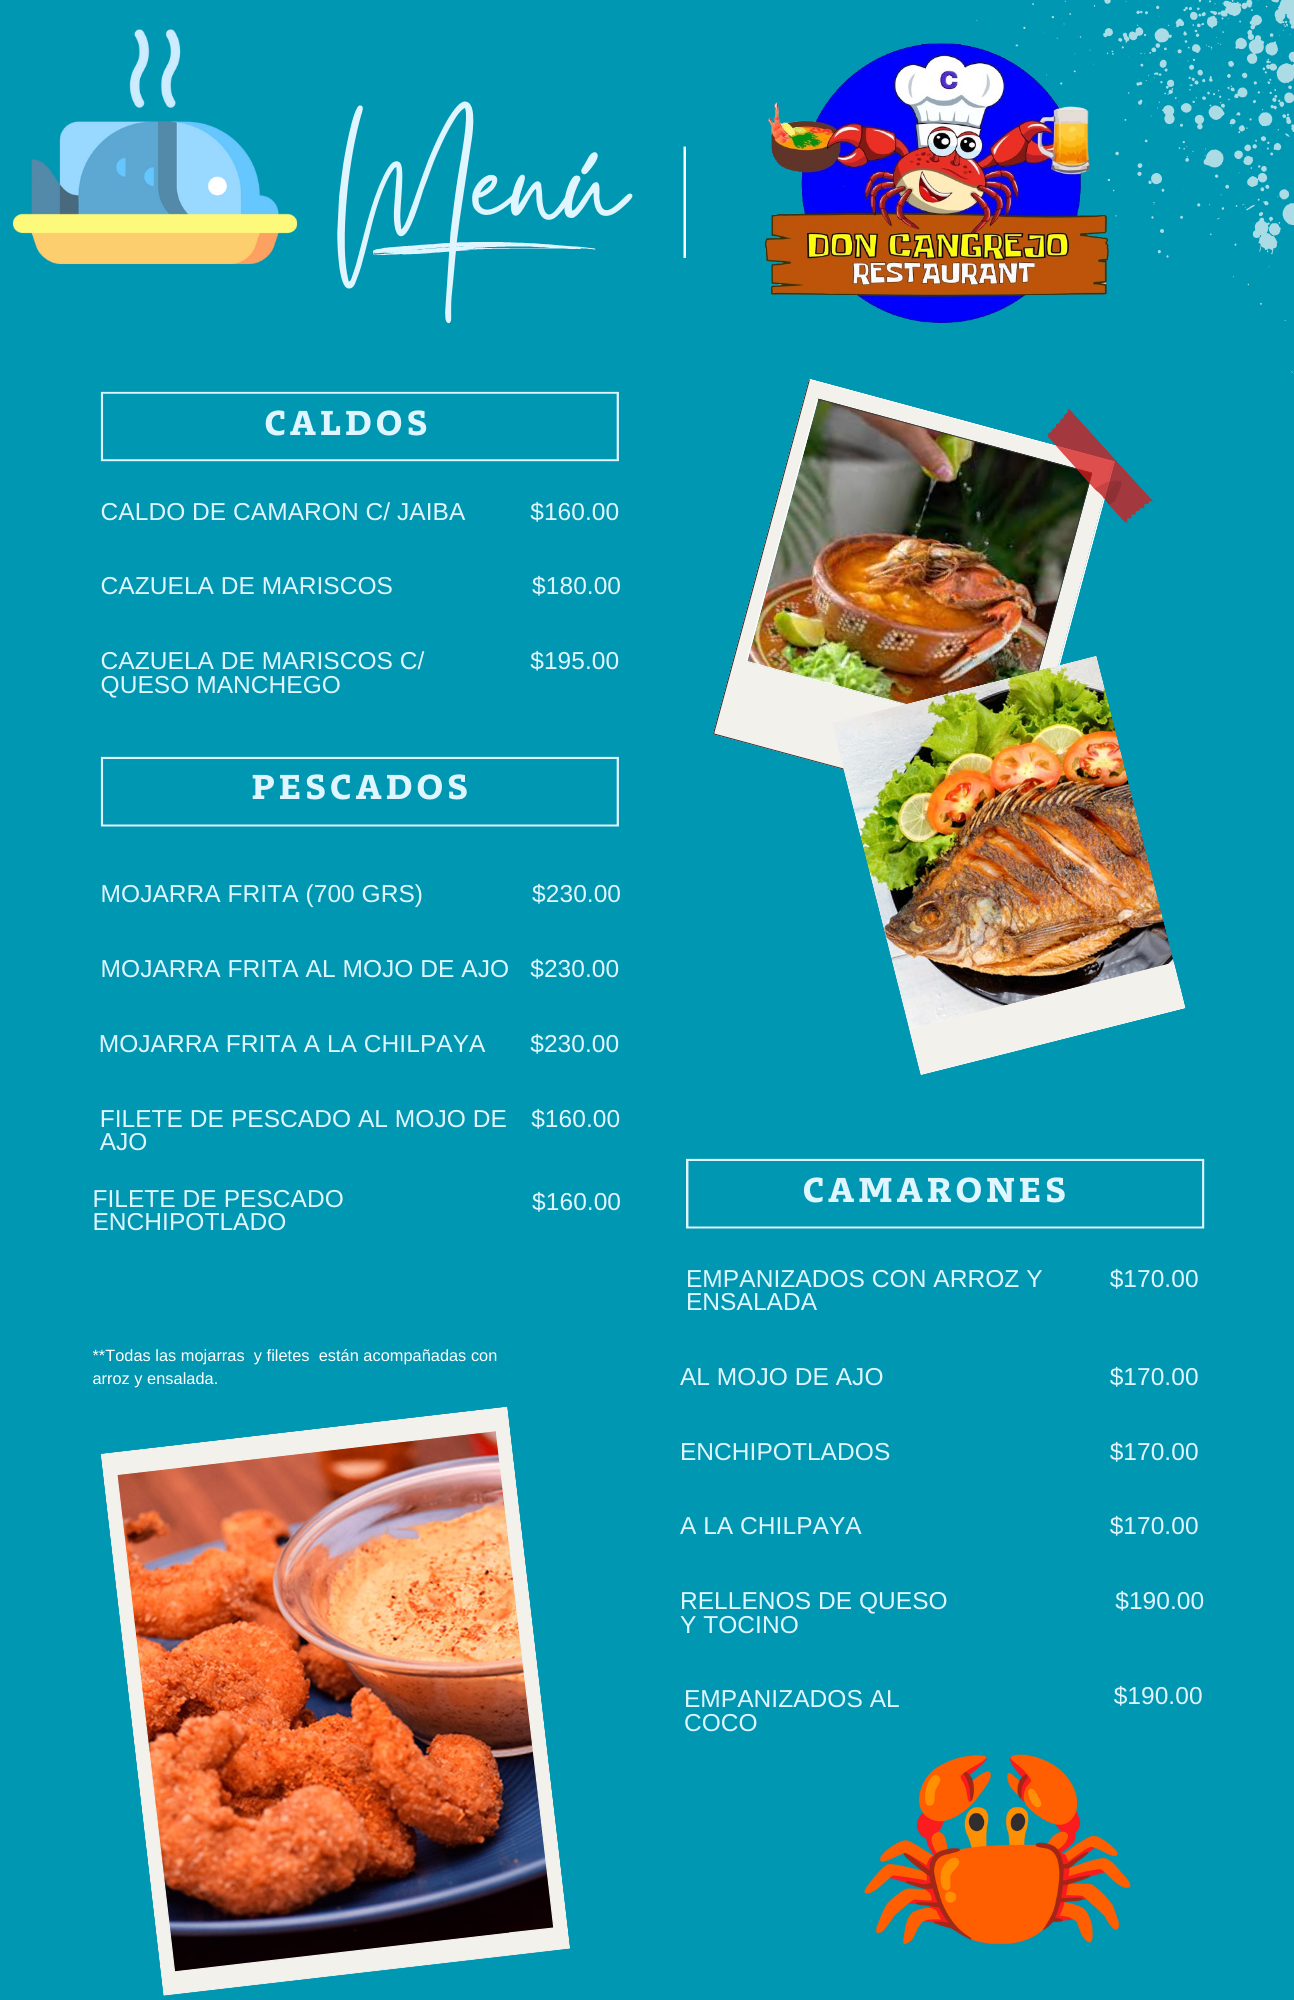 Menú
C
DON CANGREJO
RESTAURANT
CALDOS
CALDO DE CAMARON C/ JAIBA $160.00
CAZUELA DE MARISCOS $180.00
CAZUELA DE MARISCOS C/ $195.00
QUESO MANCHEGO
PESCADOS
MOJARRA FRITA (700 GRS) $230.00
MOJARRA FRITA AL MOJO DE AJO $230.00
MOJARRA FRITA A LA CHILPAYA $230.00
FILETE DE PESCADO AL MOJO DE $160.00
AJO
FILETE DE PESCADO $160.00
ENCHIPOTLADO
**Todas las mojarras y filetes están acompañadas con
arroz y ensalada.
CAMARONES
EMPANIZADOS CON ARROZ Y $170.00
ENSALADA
AL MOJO DE AJO $170.00
ENCHIPOTLADOS $170.00
A LA CHILPAYA $170.00
RELLENOS DE QUESO $190.00
Y TOCINO
EMPANIZADOS AL $190.00
COCO